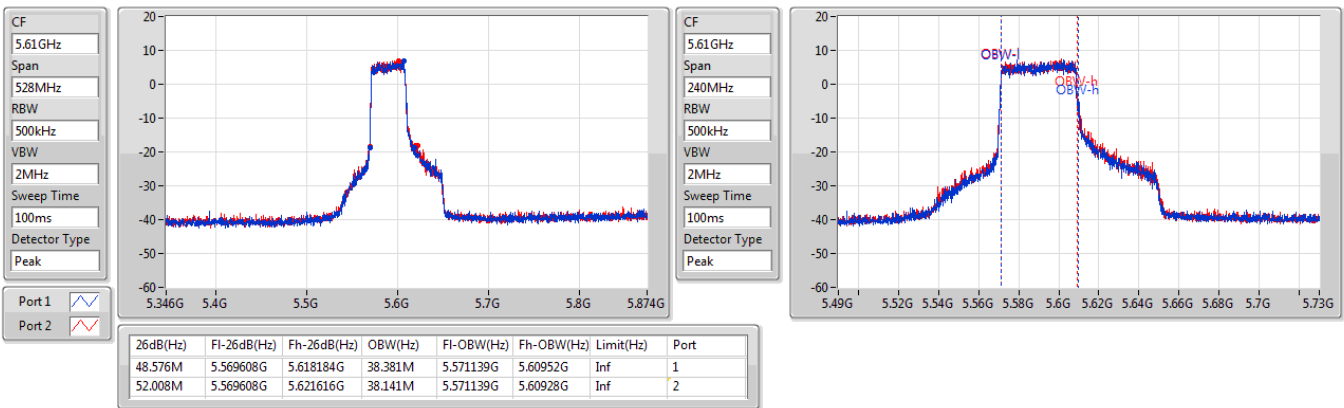 CF
5.61GHz
Span
528MHz
RBW
500kHz
VBW
2MHz
Sweep Time
100ms
Detector Type
Peak
Port 1
Port 2
20
10
0
-10
-20
-30
-40
-50
-60
5.346G 5.4G 5.5G 5.6G 5.7G 5.8G 5.874G
CF
5.61GHz
Span
240MHz
RBW
500kHz
VBW
2MHz
Sweep Time
100ms
Detector Type
Peak
20
10
0
-10
-20
-30
-40
-50
-60
OBW-l
OBW-h
OBW-h
5.49G 5.52G 5.54G 5.56G 5.58G 5.6G 5.62G 5.64G 5.66G 5.68G 5.7G 5.73G
26dB(Hz) Fl-26dB(Hz) Fh-26dB(Hz) OBW(Hz) Fl-OBW(Hz) Fh-OBW(Hz) Limit(Hz) Port
48.576M 5.569608G 5.618184G 38.381M 5.571139G 5.60952G Inf 1
52.008M 5.569608G 5.621616G 38.141M 5.571139G 5.60928G Inf 2